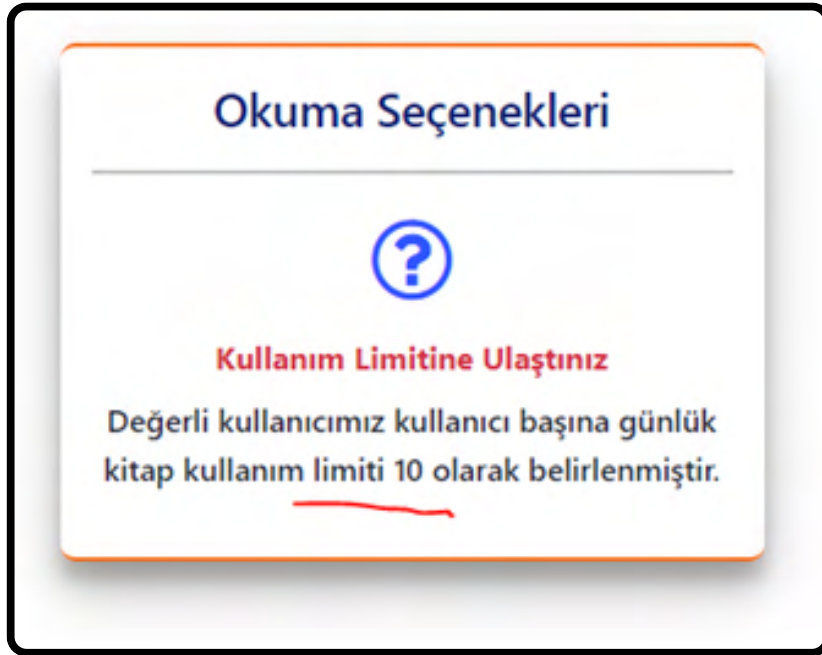 Okuma Seçenekleri
?
Kullanım Limitine Ulaştınız
Değerli kullanıcımız kullanıcı başına günlük
kitap kullanım limiti 10 olarak belirlenmiştir.